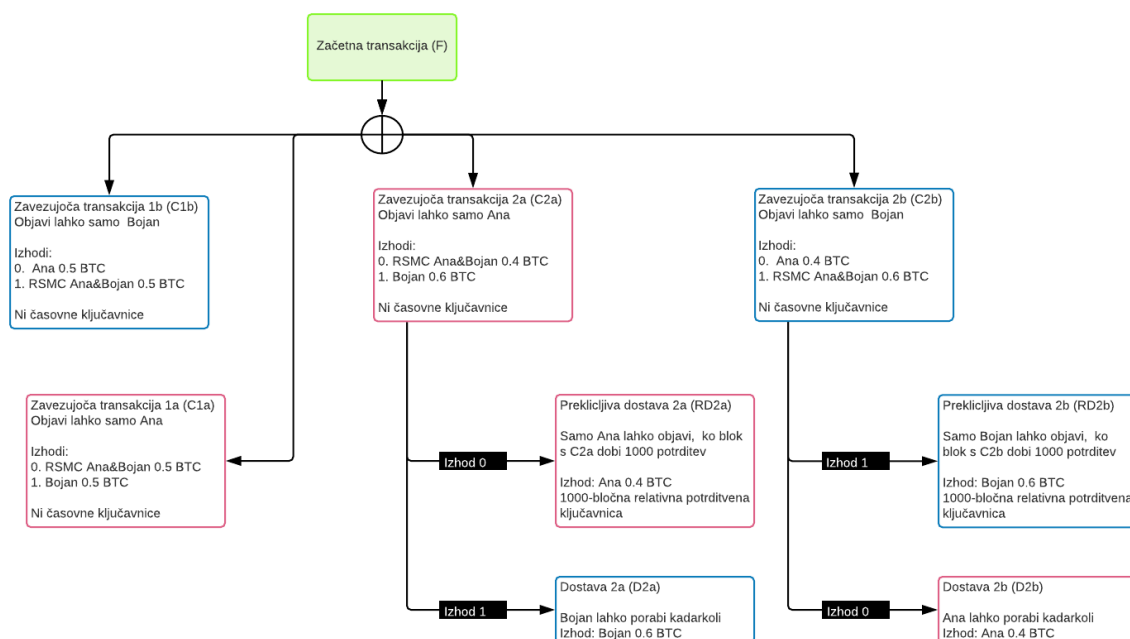 Začetna transakcija (F)
Zavezujoča transakcija 1b (C1b)
Objavi lahko samo  Bojan
Izhodi:
0.  Ana 0.5 BTC
1. RSMC Ana&Bojan 0.5 BTC
Ni časovne ključavnice
Zavezujoča transakcija 2a (C2a)
Objavi lahko samo Ana
Izhodi:
0. RSMC Ana&Bojan 0.4 BTC
1. Bojan 0.6 BTC
Ni časovne ključavnice
Zavezujoča transakcija 2b (C2b)
Objavi lahko samo  Bojan
Izhodi:
0.  Ana 0.4 BTC
1. RSMC Ana&Bojan 0.6 BTC
Ni časovne ključavnice
Zavezujoča transakcija 1a (C1a)
Objavi lahko samo Ana
Izhodi:
0. RSMC Ana&Bojan 0.5 BTC
1. Bojan 0.5 BTC
Ni časovne ključavnice
Izhod 0
Preklicljiva dostava 2a (RD2a)
Samo Ana lahko objavi,  ko blok
s C2a dobi 1000 potrditev
Izhod: Ana 0.4 BTC
1000-bločna relativna potrditvena
ključavnica
Izhod 1
Preklicljiva dostava 2b (RD2b)
Samo Bojan lahko objavi,  ko
blok s C2b dobi 1000 potrditev
Izhod: Bojan 0.6 BTC
1000-bločna relativna potrditvena
ključavnica
Izhod 1
Dostava 2a (D2a)
Bojan lahko porabi kadarkoli
Izhod: Bojan 0.6 BTC
Izhod 0
Dostava 2b (D2b)
Ana lahko porabi kadarkoli
Izhod: Ana 0.4 BTC